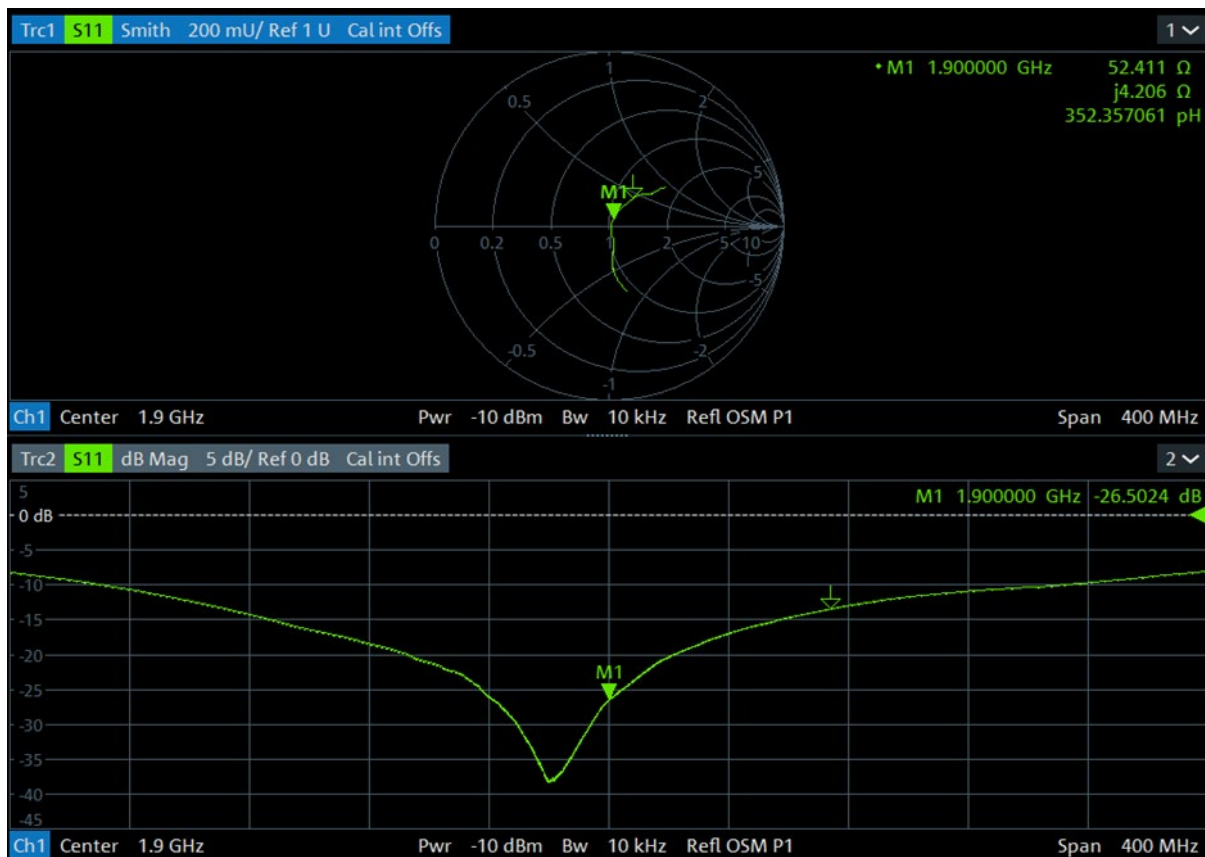 Trc1 S11 Smith 200 mU/ Ref 1 U Cal int Offs 1
• M1 1.900000 GHz 52.411 Ω
j4.206 Ω
352.357061 pH
1
0.5 2
5
M1
0 0.2 0.5 1 2 5 10
-5
-0.5 -2
-1
Ch1 Center 1.9 GHz Pwr -10 dBm Bw 10 kHz Refl OSM P1 Span 400 MHz
Trc2 S11 dB Mag 5 dB/ Ref 0 dB Cal int Offs 2
5 M1 1.900000 GHz -26.5024 dB
0 dB
-5
-10
-15
-20
M1
-25
-30
-35
-40
-45
Ch1 Center 1.9 GHz Pwr -10 dBm Bw 10 kHz Refl OSM P1 Span 400 MHz